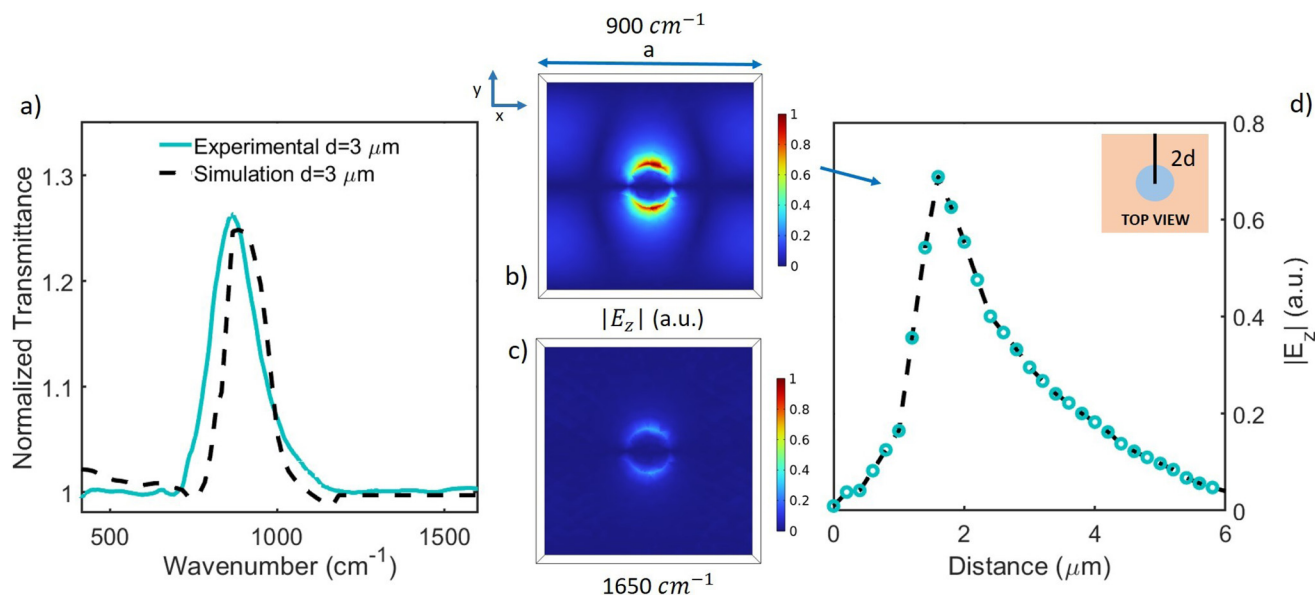 900 cm⁻¹
a
y
x
a)
Experimental d=3 μm
Simulation d=3 μm
1.3
1.2
1.1
1
Normalized Transmittance
500
1000
1500
Wavenumber (cm⁻¹)
b)
1
0.8
0.6
0.4
0.2
0
|E_z| (a.u.)
c)
1
0.8
0.6
0.4
0.2
0
1650 cm⁻¹
d)
2d
TOP VIEW
0.8
0.6
0.4
0.2
0
|E_z| (a.u.)
0
2
4
6
Distance (μm)